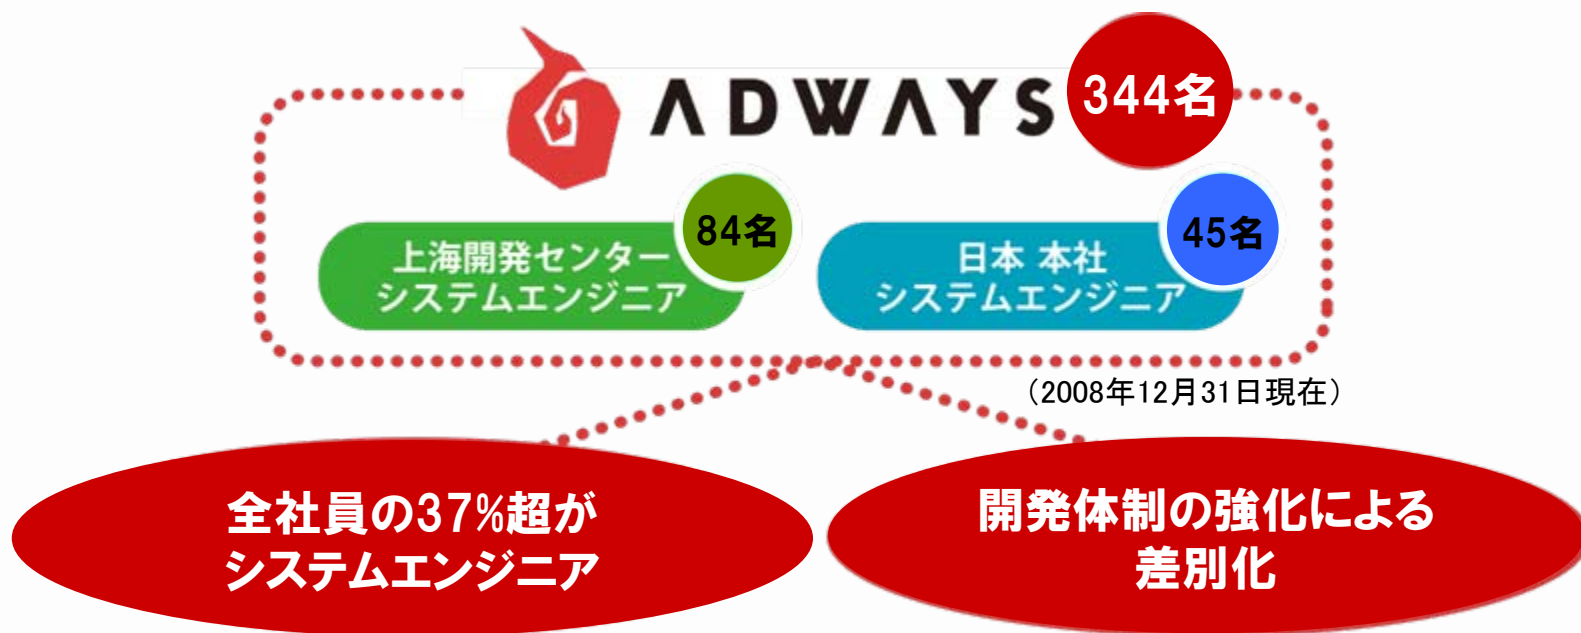 ADWAYS
344名
上海開発センター
システムエンジニア
84名
日本 本社
システムエンジニア
45名
（2008年12月31日現在）
全社員の37%超が
システムエンジニア
開発体制の強化による
差別化